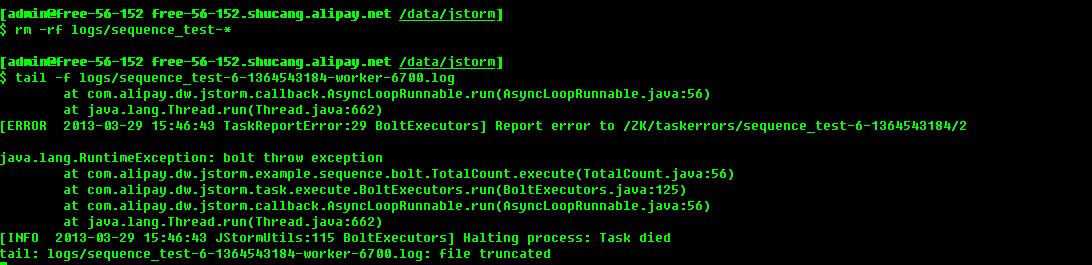 [admin@free-56-152 free-56-152.shucang.alipay.net /data/jstorm]
$ rm -rf logs/sequence_test-*
[admin@free-56-152 free-56-152.shucang.alipay.net /data/jstorm]
$ tail -f logs/sequence_test-6-1364543184-worker-6700.log
at com.alipay.dw.jstorm.callback.AsyncLoopRunnable.run(AsyncLoopRunnable.java:56)
at java.lang.Thread.run(Thread.java:662)
[ERROR 2013-03-29 15:46:43 TaskReportError:29 BoltExecutors] Report error to /ZK/taskerrors/sequence_test-6-1364543184/2
java.lang.RuntimeException: bolt throw exception
at com.alipay.dw.jstorm.example.sequence.bolt.TotalCount.execute(TotalCount.java:56)
at com.alipay.dw.jstorm.task.execute.BoltExecutors.run(BoltExecutors.java:125)
at com.alipay.dw.jstorm.callback.AsyncLoopRunnable.run(AsyncLoopRunnable.java:56)
at java.lang.Thread.run(Thread.java:662)
[INFO 2013-03-29 15:46:43 JStormUtils:115 BoltExecutors] Halting process: Task died
tail: logs/sequence_test-6-1364543184-worker-6700.log: file truncated